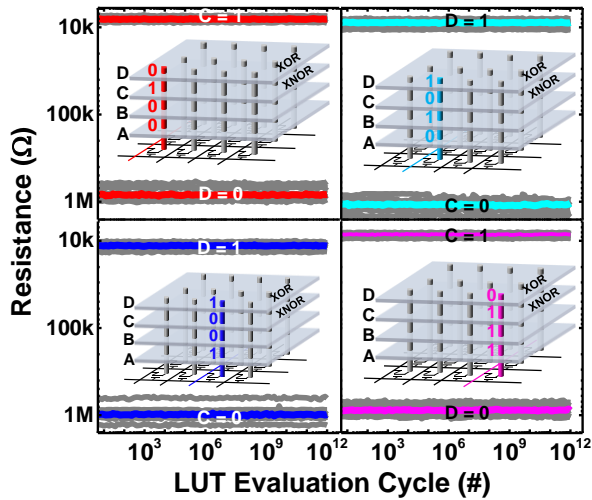 Resistance (Ω)
10k
100k
1M
C = 1
XOR
XNOR
D 0
C 1
B 0
A 0
D = 0
D = 1
XOR
XNOR
D 1
C 0
B 1
A 0
C = 0
10k
100k
1M
D = 1
XOR
XNOR
D 1
C 0
B 0
A 1
C = 0
C = 1
XOR
XNOR
D 0
C 1
B 1
A 1
D = 0
10³ 10⁶ 10⁹ 10¹² 10³ 10⁶ 10⁹ 10¹²
LUT Evaluation Cycle (#)